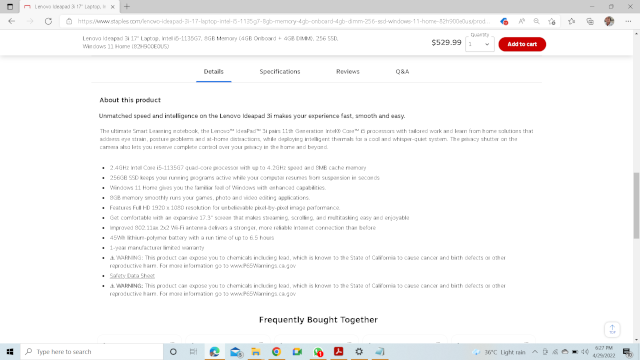 Lenovo Ideapad 3i 17" Laptop, In
https://www.staples.com/lenovo-ideapad-3i-17-laptop-intel-i5-1135g7-8gb-memory-4gb-onboard-4gb-dimm-256-ssd-windows-11-home-82h900e0us/prod...
Lenovo Ideapad 3i 17" Laptop, Intel i5-1135G7, 8GB Memory (4GB Onboard + 4GB DIMM), 256 SSD,
Windows 11 Home (82H900E0US)
$529.99
Quantity
1
Add to cart
Details
Specifications
Reviews
Q&A
About this product
Unmatched speed and intelligence on the Lenovo Ideapad 3i makes your experience fast, smooth and easy.
The ultimate Smart Learning notebook, the Lenovo™ IdeaPad™ 3i pairs 11th Generation Intel® Core™ i5 processors with tailored work and learn from home solutions that
address eye strain, posture problems and at-home distractions, while deploying intelligent thermals for a cool and whisper-quiet system. The privacy shutter on the
camera also lets you reserve complete control over your privacy in the home and beyond.
• 2.4GHz Intel Core i5-1135G7 quad-core processor with up to 4.2GHz speed and 8MB cache memory
• 256GB SSD keeps your running programs active while your computer resumes from suspension in seconds
• Windows 11 Home gives you the familiar feel of Windows with enhanced capabilities.
• 8GB memory smoothly runs your games, photo and video editing applications.
• Features Full HD 1920 x 1080 resolution for unbelievable pixel-by-pixel image performance
• Get comfortable with an expansive 17.3" screen that makes streaming, scrolling, and multitasking easy and enjoyable
• Improved 802.11ax 2x2 Wi-Fi antenna delivers a stronger, more reliable Internet connection than before
• 45Wh lithium-polymer battery with a run time of up to 6.5 hours
• 1-year manufacturer limited warranty
• ⚠ WARNING: This product can expose you to chemicals including lead, which is known to the State of California to cause cancer and birth defects or other
reproductive harm. For more information go to www.P65Warnings.ca.gov
• Safety Data Sheet
• ⚠ WARNING: This product can expose you to chemicals including lead, which is known to the State of California to cause cancer and birth defects or other
reproductive harm. For more information go to www.P65Warnings.ca.gov
Frequently Bought Together
Type here to search
36°C Light rain
6:27 PM
4/29/2022